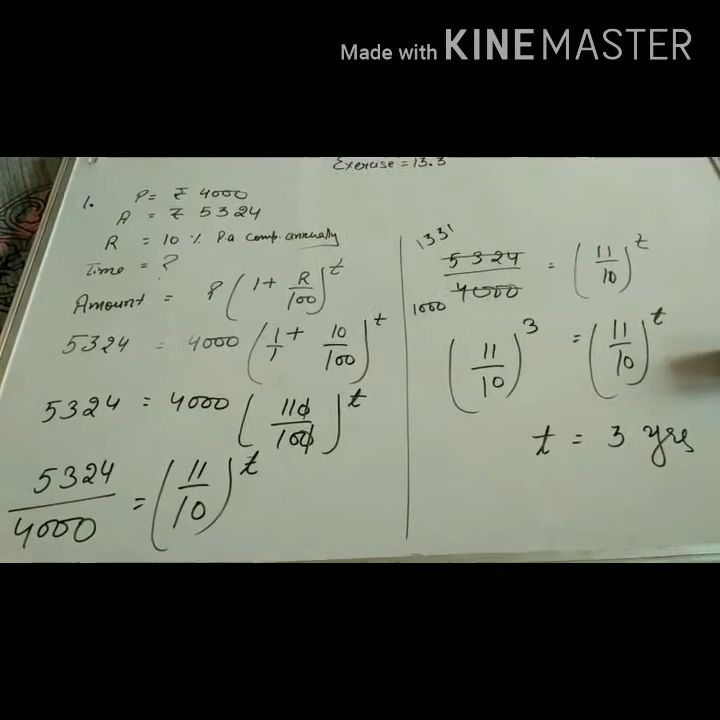 Made with KINEMASTER
Exercise = 13.3
1. P = ₹ 4000
A = ₹ 5324
R = 10 % P.a comp. annually
Time = ?
Amount = P ( 1 + R/100 )^t
5324 = 4000 ( 1/1 + 10/100 )^t
5324 = 4000 ( 110/100 )^t
5324/4000 = ( 11/10 )^t
1331
5324/4000 = ( 11/10 )^t
1000
( 11/10 )^3 = ( 11/10 )^t
t = 3 yrs